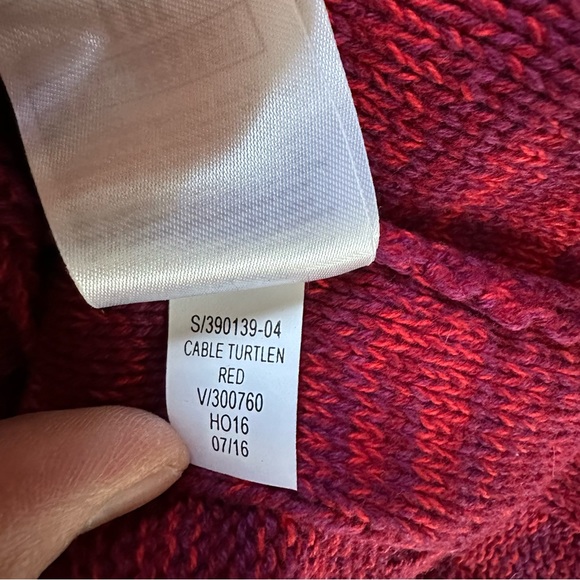 S/390139-04
CABLE TURTLEN
RED
V/300760
HO16
07/16